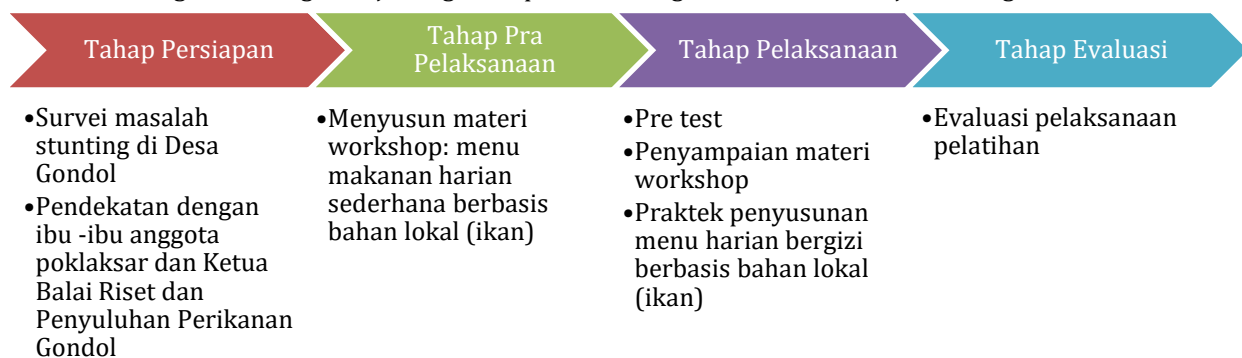 Tahap Persiapan
Tahap Pra
Pelaksanaan
Tahap Pelaksanaan
Tahap Evaluasi
•Survei masalah
stunting di Desa
Gondol
•Pendekatan dengan
ibu -ibu anggota
poklaksar dan Ketua
Balai Riset dan
Penyuluhan Perikanan
Gondol
•Menyusun materi
workshop: menu
makanan harian
sederhana berbasis
bahan lokal (ikan)
•Pre test
•Penyampaian materi
workshop
•Praktek penyusunan
menu harian bergizi
berbasis bahan lokal
(ikan)
•Evaluasi pelaksanaan
pelatihan